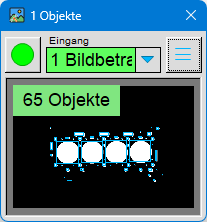 1 Objekte
Eingang
1 Bildbetra
65 Objekte